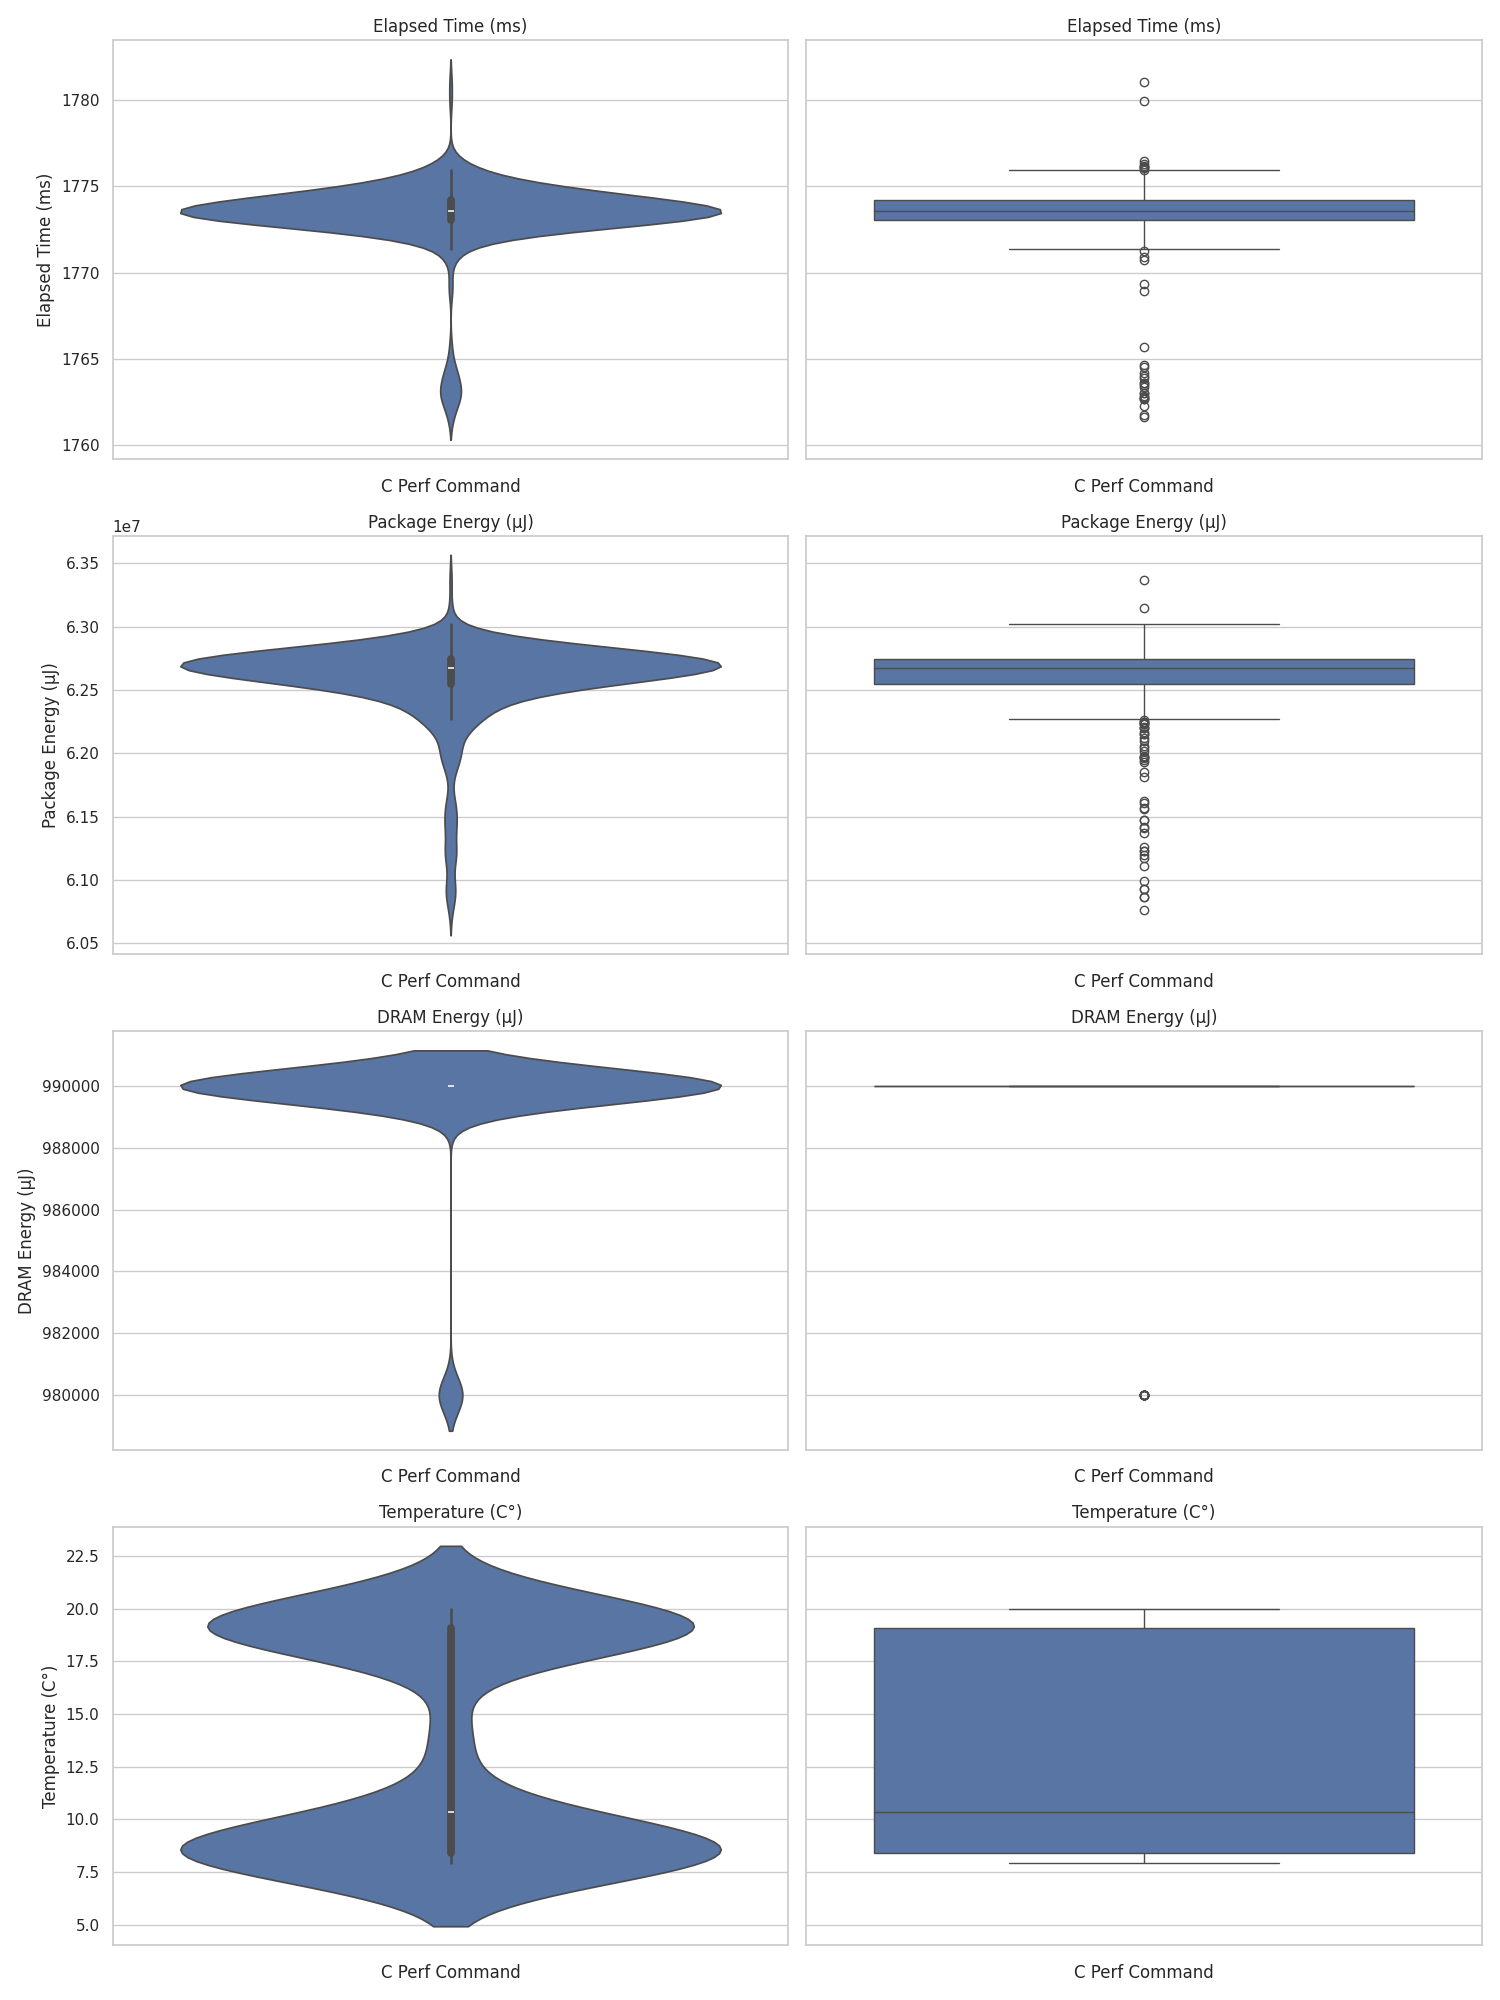 Elapsed Time (ms)
Elapsed Time (ms)
Elapsed Time (ms)
1780
1775
1770
1765
1760
C Perf Command
C Perf Command
1e7
Package Energy (µJ)
Package Energy (µJ)
Package Energy (µJ)
6.35
6.30
6.25
6.20
6.15
6.10
6.05
C Perf Command
C Perf Command
DRAM Energy (µJ)
DRAM Energy (µJ)
DRAM Energy (µJ)
990000
988000
986000
984000
982000
980000
C Perf Command
C Perf Command
Temperature (C°)
Temperature (C°)
Temperature (C°)
22.5
20.0
17.5
15.0
12.5
10.0
7.5
5.0
C Perf Command
C Perf Command